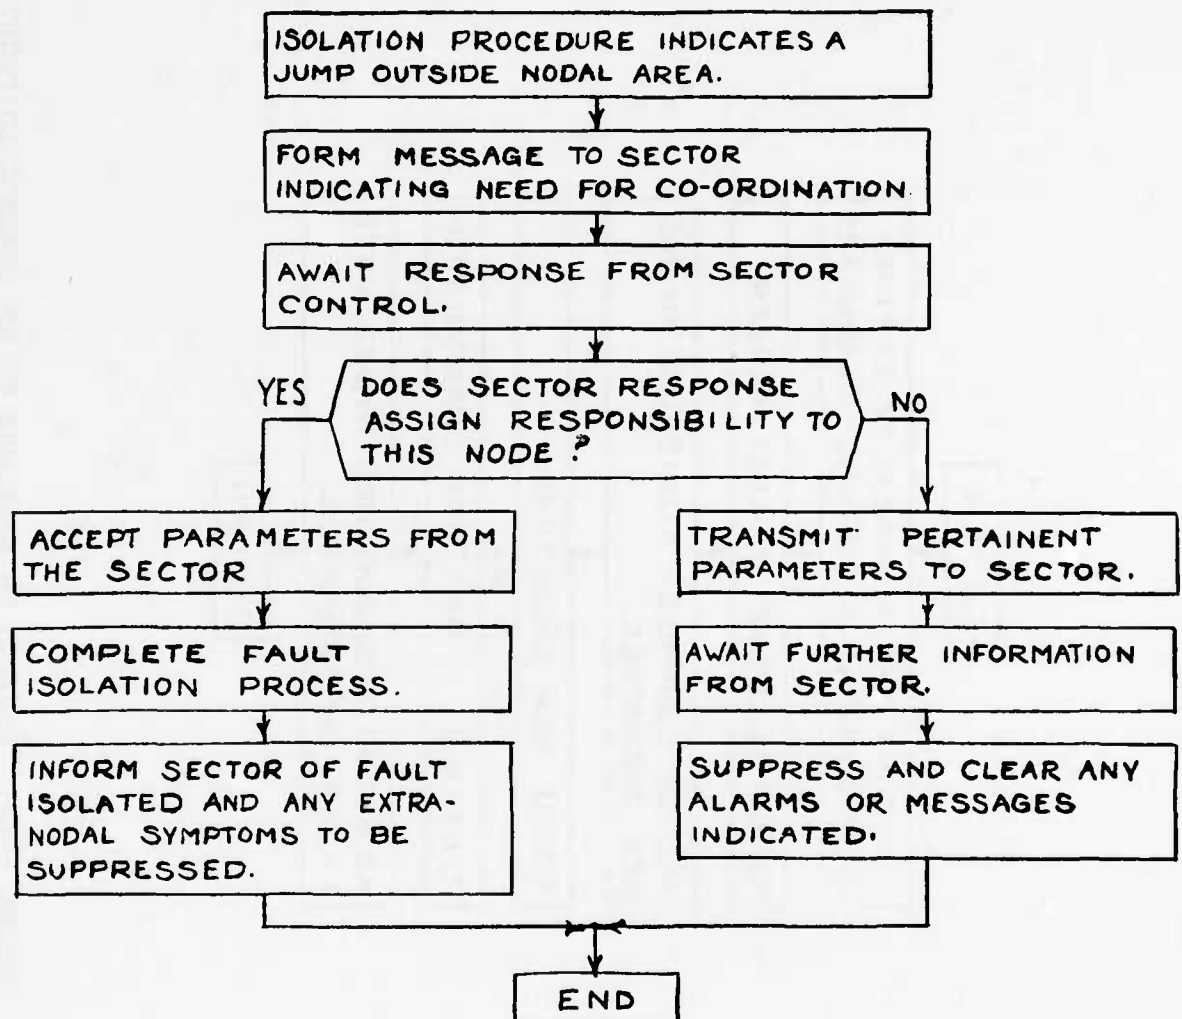 ISOLATION PROCEDURE INDICATES A
JUMP OUTSIDE NODAL AREA.
FORM MESSAGE TO SECTOR
INDICATING NEED FOR CO-ORDINATION.
AWAIT RESPONSE FROM SECTOR
CONTROL.
DOES SECTOR RESPONSE
ASSIGN RESPONSIBILITY TO
THIS NODE ?
YES
NO
ACCEPT PARAMETERS FROM
THE SECTOR
COMPLETE FAULT
ISOLATION PROCESS.
INFORM SECTOR OF FAULT
ISOLATED AND ANY EXTRA-
NODAL SYMPTOMS TO BE
SUPPRESSED.
TRANSMIT PERTAINENT
PARAMETERS TO SECTOR.
AWAIT FURTHER INFORMATION
FROM SECTOR.
SUPPRESS AND CLEAR ANY
ALARMS OR MESSAGES
INDICATED.
END